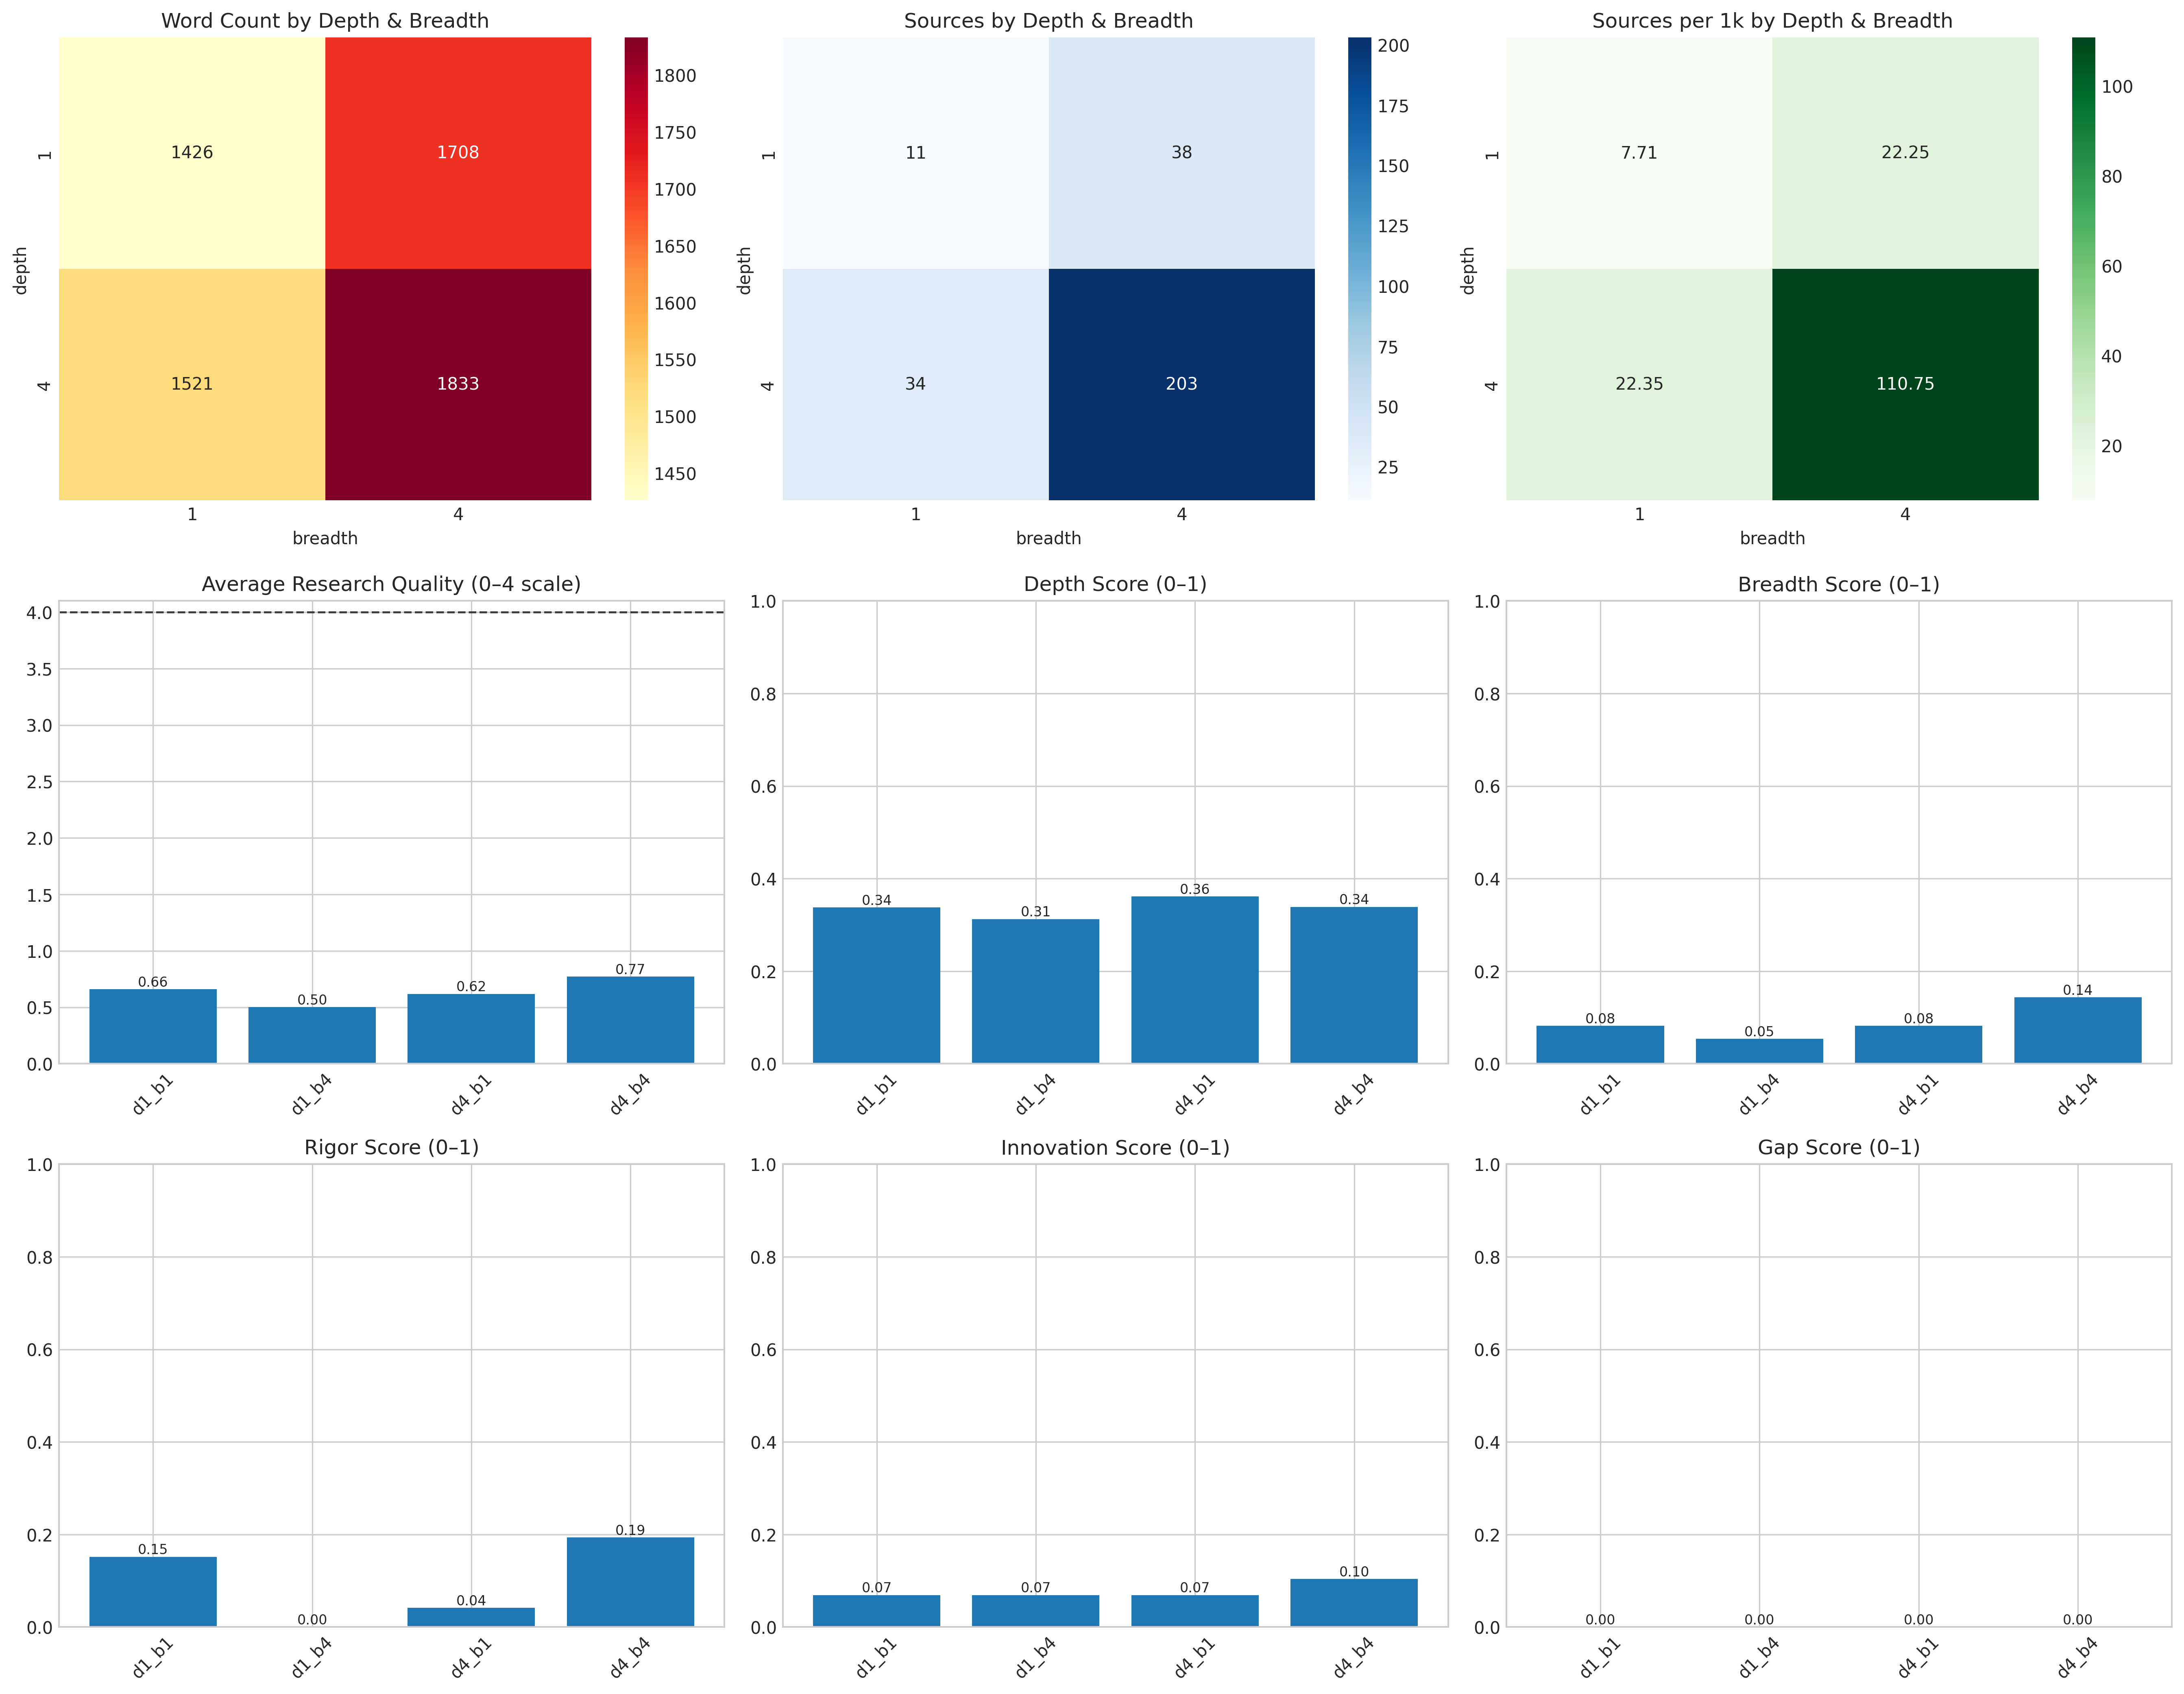 Word Count by Depth & Breadth
1426
1708
1521
1833
1
4
depth
1
4
breadth
1800
1750
1700
1650
1600
1550
1500
1450
Sources by Depth & Breadth
11
38
34
203
1
4
depth
1
4
breadth
200
175
150
125
100
75
50
25
Sources per 1k by Depth & Breadth
7.71
22.25
22.35
110.75
1
4
depth
1
4
breadth
100
80
60
40
20
Average Research Quality (0–4 scale)
4.0
3.5
3.0
2.5
2.0
1.5
1.0
0.5
0.0
0.66
0.50
0.62
0.77
d1_b1
d1_b4
d4_b1
d4_b4
Depth Score (0–1)
1.0
0.8
0.6
0.4
0.2
0.0
0.34
0.31
0.36
0.34
d1_b1
d1_b4
d4_b1
d4_b4
Breadth Score (0–1)
1.0
0.8
0.6
0.4
0.2
0.0
0.08
0.05
0.08
0.14
d1_b1
d1_b4
d4_b1
d4_b4
Rigor Score (0–1)
1.0
0.8
0.6
0.4
0.2
0.0
0.15
0.00
0.04
0.19
d1_b1
d1_b4
d4_b1
d4_b4
Innovation Score (0–1)
1.0
0.8
0.6
0.4
0.2
0.0
0.07
0.07
0.07
0.10
d1_b1
d1_b4
d4_b1
d4_b4
Gap Score (0–1)
1.0
0.8
0.6
0.4
0.2
0.0
0.00
0.00
0.00
0.00
d1_b1
d1_b4
d4_b1
d4_b4